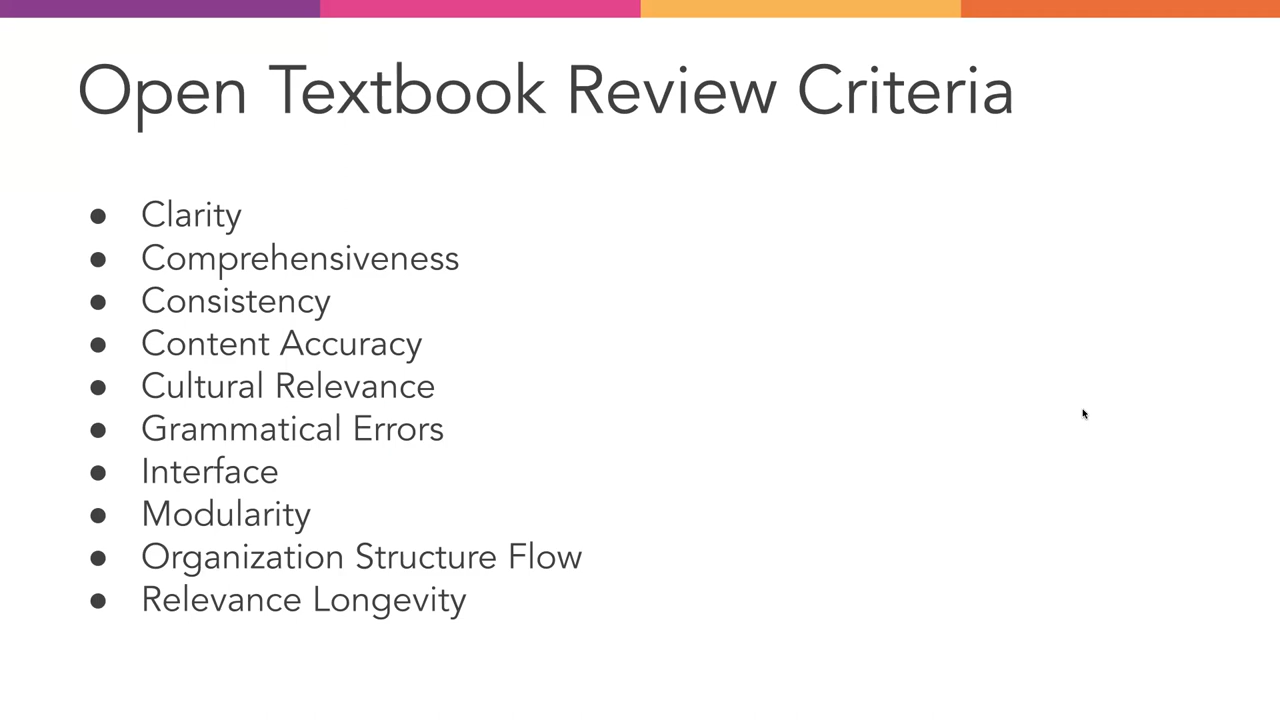 Open Textbook Review Criteria
● Clarity
● Comprehensiveness
● Consistency
● Content Accuracy
● Cultural Relevance
● Grammatical Errors
● Interface
● Modularity
● Organization Structure Flow
● Relevance Longevity